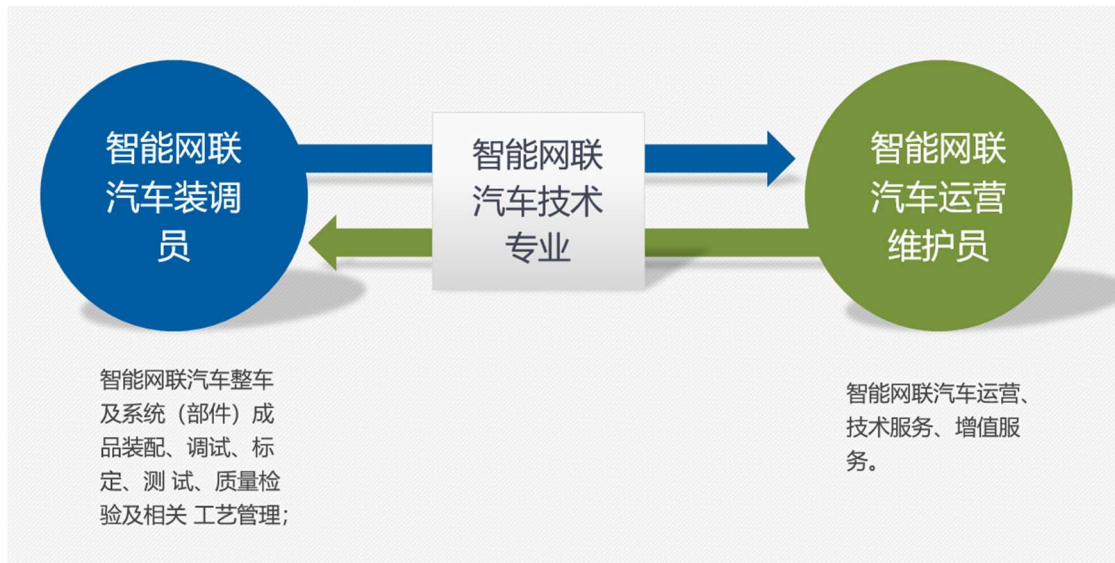 智能网联
汽车装调
员
智能网联
汽车技术
专业
智能网联
汽车运营
维护员
智能网联汽车整车
及系统（部件）成
品装配、调试、标
定、测 试、质量检
验及相关 工艺管理；
智能网联汽车运营、
技术服务、增值服
务。